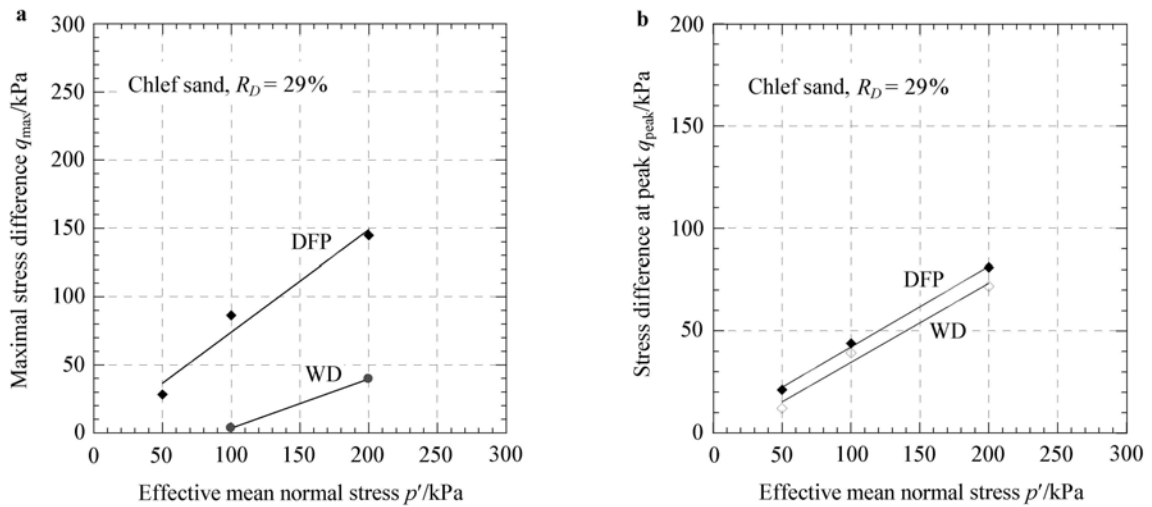 a
Maximal stress difference q_max/kPa
300
250
200
150
100
50
0
Chlef sand, R_D = 29%
DFP
WD
0 50 100 150 200 250 300
Effective mean normal stress p′/kPa
b
Stress difference at peak q_peak/kPa
200
150
100
50
0
Chlef sand, R_D = 29%
DFP
WD
0 50 100 150 200 250 300
Effective mean normal stress p′/kPa